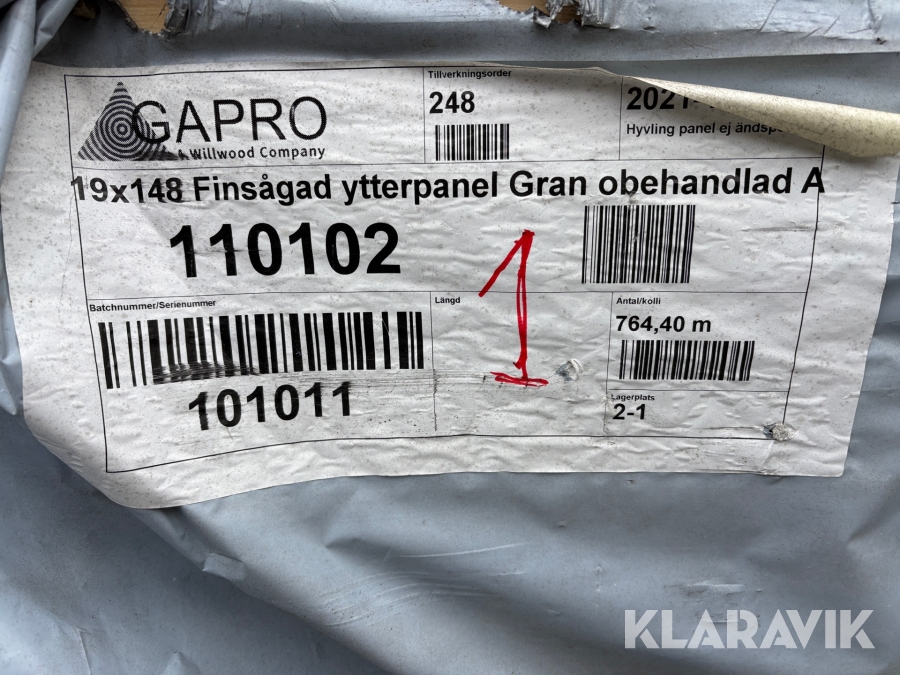 GAPRO
A Willwood Company
Tillverkningsorder
248
Hyvling panel ej
19x148 Finsågad ytterpanel Gran obehandlad A
110102
1
Batchnummer/Serienummer
101011
Längd
Antal/kolli
764,40 m
Lagerplats
2-1
KLARAVIK